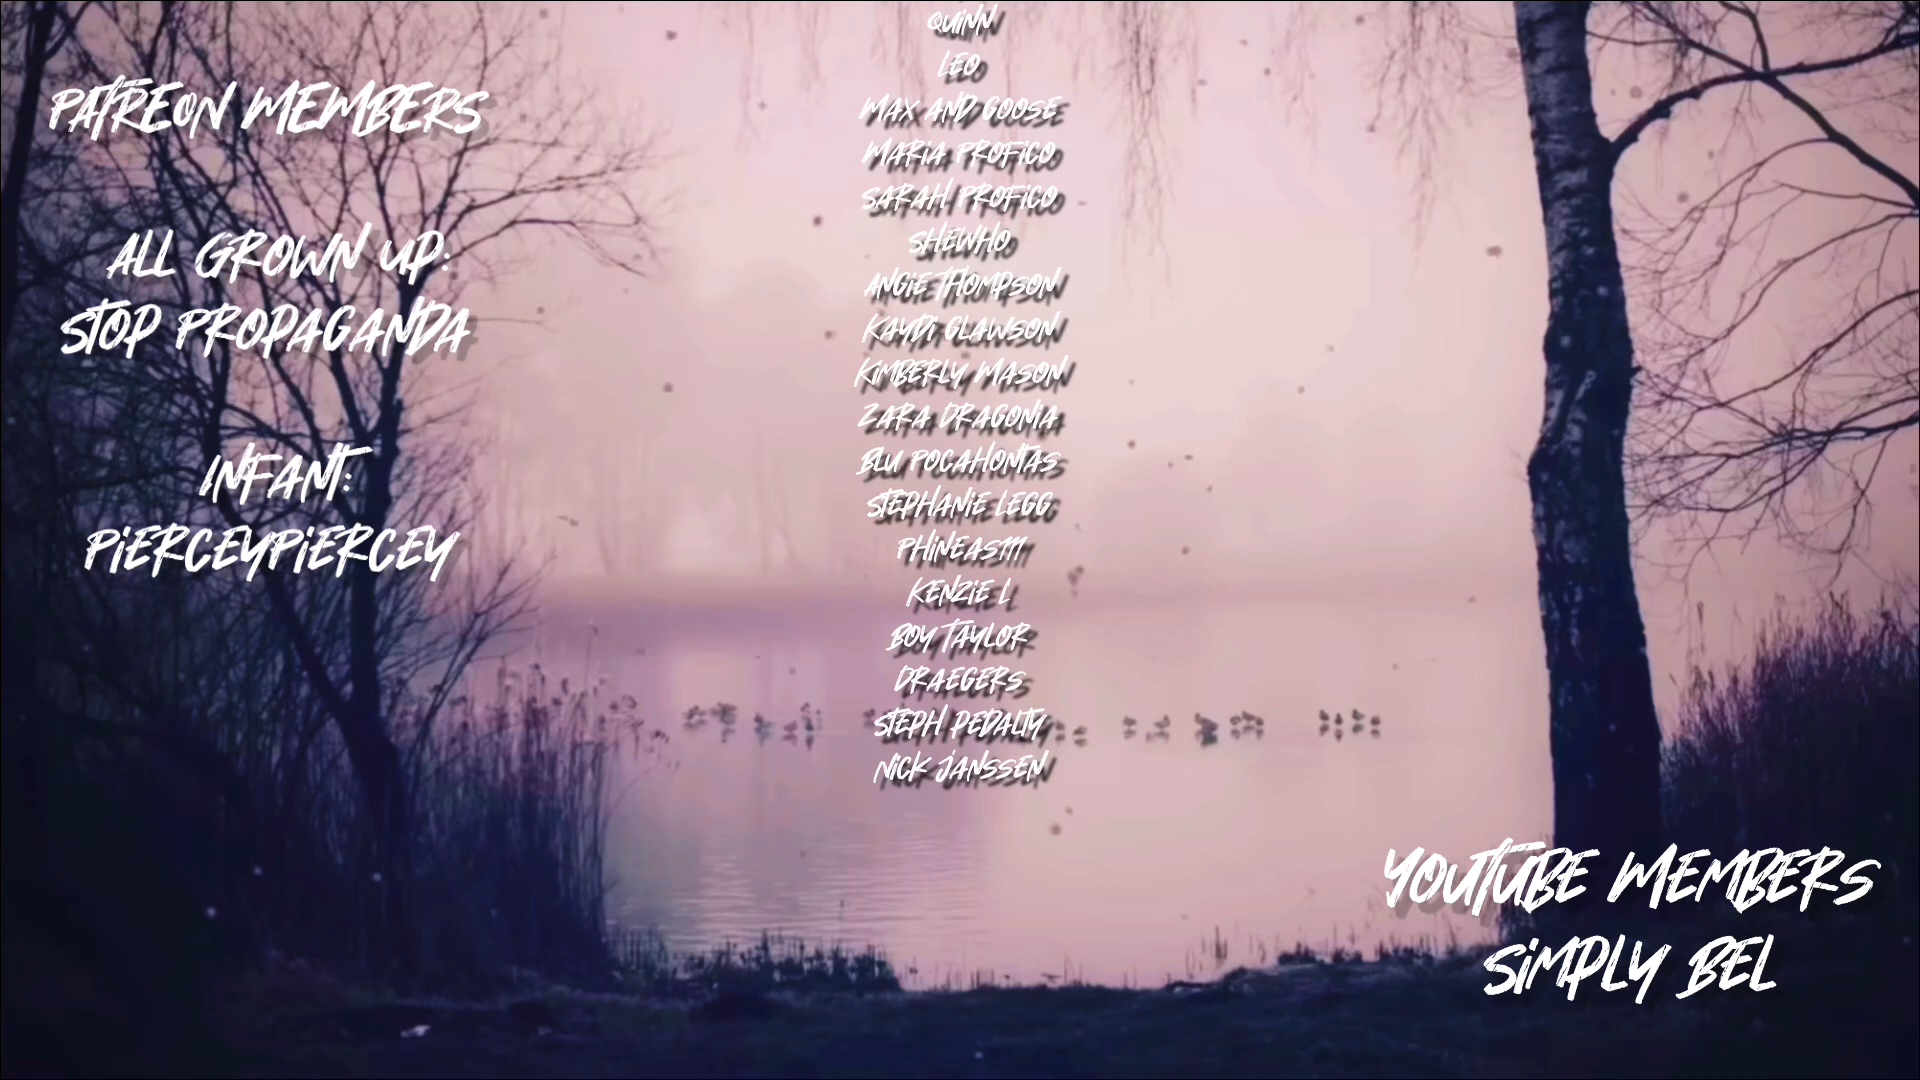 PATREON MEMBERS
ALL GROWN UP:
STOP PROPAGANDA
INFANT:
PiERCEYPiERCEY
QUiNN
LEO
MAX AND GOOSE
MARiA PROFiCO
SARAH PROFiCO
SHEWHO
ANGiE THOMPSON
KAYDi GLAWSON
KiMBERLY MASON
ZARA DRAGONIA
BLU POCAHONTAS
STEPHANiE LEGG
PHiNEAS111
KENZiE L
BOY TAYLOR
DRAEGERS
STEPH PEDALTY
NiCK JANSSEN
YOUTUBE MEMBERS
SiMPLY BEL